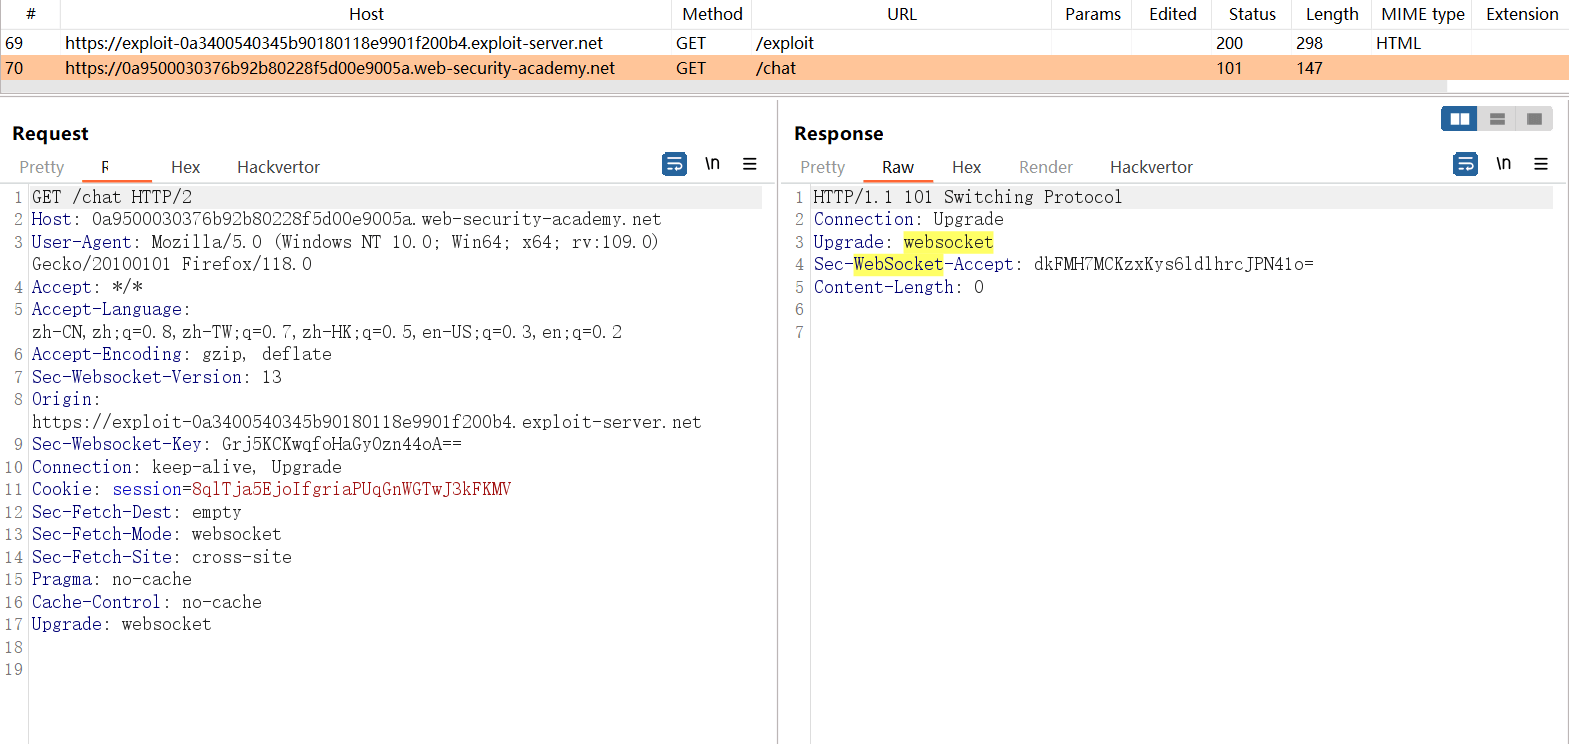 # Host Method URL Params Edited Status Length MIME type Extension
69 https://exploit-0a3400540345b90180118e9901f200b4.exploit-server.net GET /exploit 200 298 HTML
70 https://0a9500030376b92b80228f5d00e9005a.web-security-academy.net GET /chat 101 147
Request
Pretty R Hex Hackvertor \n
1 GET /chat HTTP/2
2 Host: 0a9500030376b92b80228f5d00e9005a.web-security-academy.net
3 User-Agent: Mozilla/5.0 (Windows NT 10.0; Win64; x64; rv:109.0)
Gecko/20100101 Firefox/118.0
4 Accept: */*
5 Accept-Language:
zh-CN,zh;q=0.8,zh-TW;q=0.7,zh-HK;q=0.5,en-US;q=0.3,en;q=0.2
6 Accept-Encoding: gzip, deflate
7 Sec-Websocket-Version: 13
8 Origin:
https://exploit-0a3400540345b90180118e9901f200b4.exploit-server.net
9 Sec-Websocket-Key: Grj5KCKwqfoHaGy0zn44oA==
10 Connection: keep-alive, Upgrade
11 Cookie: session=8qlTja5EjoIfgriaPUqGnWGTwJ3kFKMV
12 Sec-Fetch-Dest: empty
13 Sec-Fetch-Mode: websocket
14 Sec-Fetch-Site: cross-site
15 Pragma: no-cache
16 Cache-Control: no-cache
17 Upgrade: websocket
18
19
Response
Pretty Raw Hex Render Hackvertor \n
1 HTTP/1.1 101 Switching Protocol
2 Connection: Upgrade
3 Upgrade: websocket
4 Sec-WebSocket-Accept: dkFMH7MCKzxKys6ldlhrcJPN41o=
5 Content-Length: 0
6
7